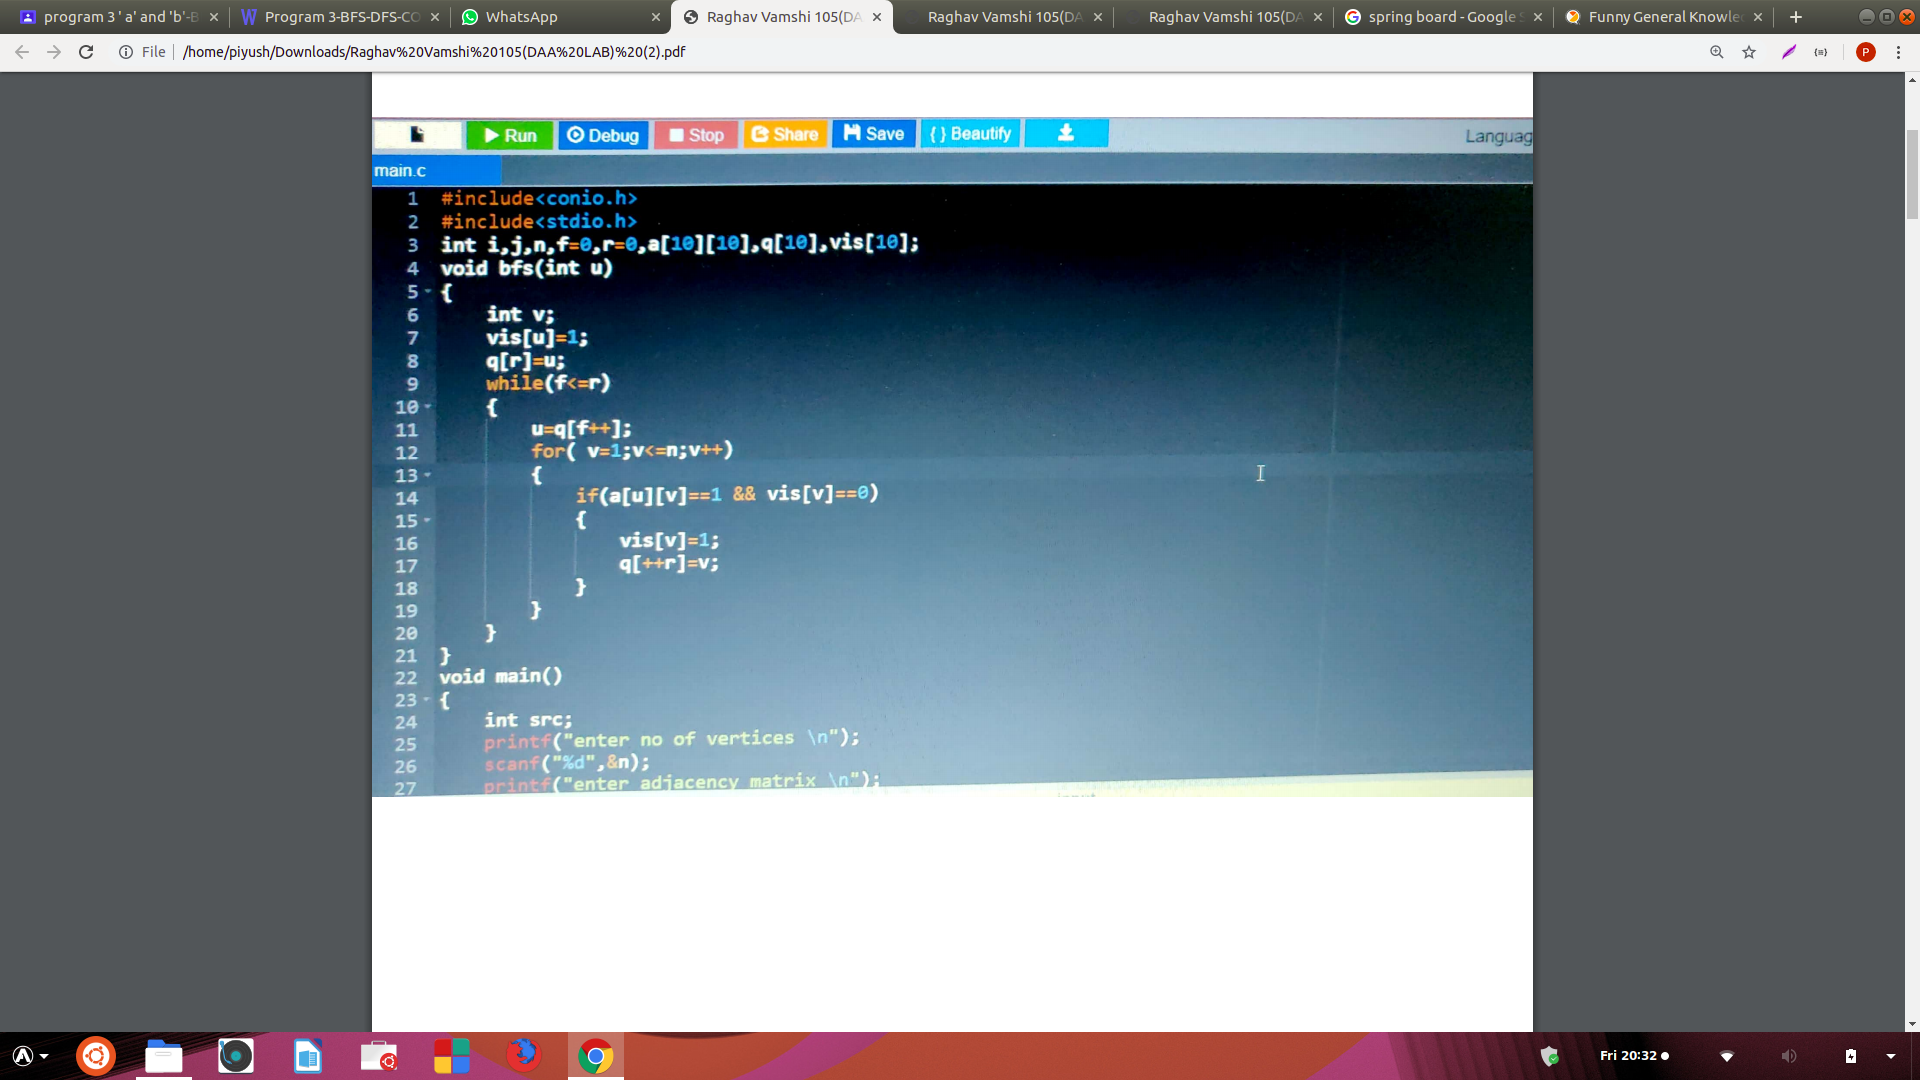 program 3 ' a' and 'b'-B
Program 3-BFS-DFS-CO
WhatsApp
Raghav Vamshi 105(DA
Raghav Vamshi 105(DA
Raghav Vamshi 105(DA
spring board - Google S
Funny General Knowle
File
/home/piyush/Downloads/Raghav%20Vamshi%20105(DAA%20LAB)%20(2).pdf
P
Run Debug Stop Share Save {} Beautify
Languag
main.c
1 #include<conio.h>
2 #include<stdio.h>
3 int i,j,n,f=0,r=0,a[10][10],q[10],vis[10];
4 void bfs(int u)
5 {
6 int v;
7 vis[u]=1;
8 q[r]=u;
9 while(f<=r)
10 {
11 u=q[f++];
12 for( v=1;v<=n;v++)
13 {
14 if(a[u][v]==1 && vis[v]==0)
15 {
16 vis[v]=1;
17 q[++r]=v;
18 }
19 }
20 }
21 }
22 void main()
23 {
24 int src;
25 printf("enter no of vertices \n");
26 scanf("%d",&n);
27 printf("enter adjacency matrix \n");
Fri 20:32